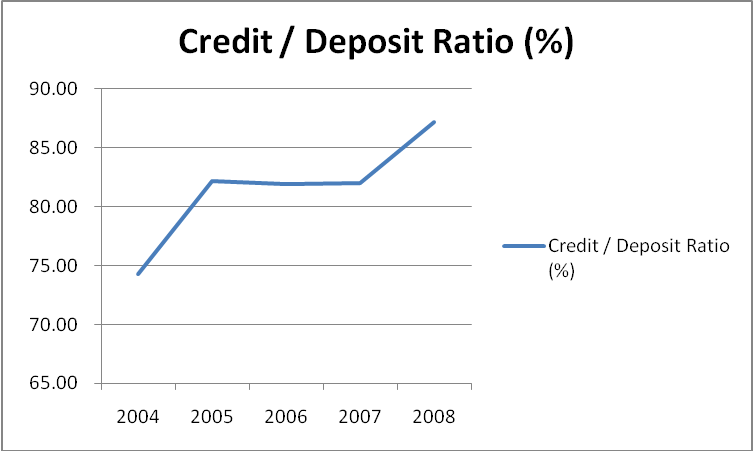 Credit / Deposit Ratio (%)
90.00
85.00
80.00
75.00
70.00
65.00
2004 2005 2006 2007 2008
Credit / Deposit Ratio
(%)